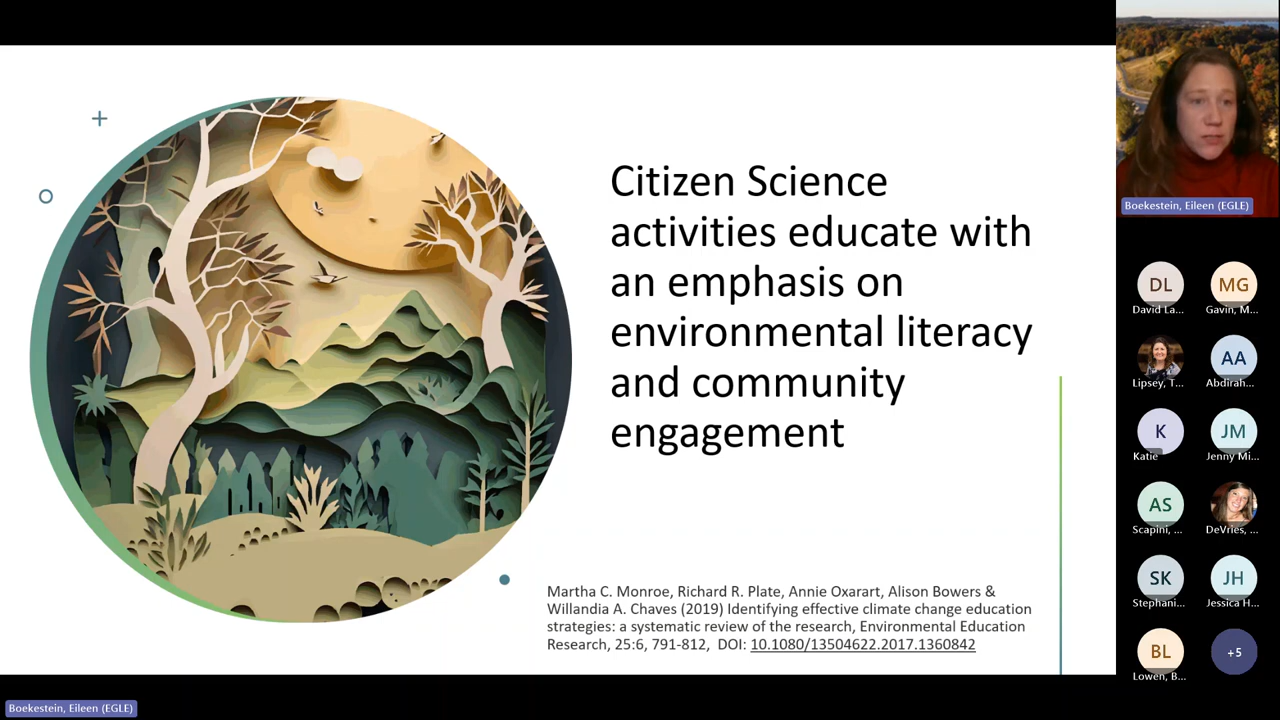 Citizen Science
activities educate with
an emphasis on
environmental literacy
and community
engagement
Martha C. Monroe, Richard R. Plate, Annie Oxarart, Alison Bowers &
Willandia A. Chaves (2019) Identifying effective climate change education
strategies: a systematic review of the research, Environmental Education
Research, 25:6, 791-812, DOI: 10.1080/13504622.2017.1360842
Boekestein, Eileen (EGLE)
DL
David La...
MG
Gavin, M...
Lipsey, T...
AA
Abdirah...
K
Katie
JM
Jenny Mi...
AS
Scapini, ...
DeVries, ...
SK
Stephani...
JH
Jessica H...
BL
Lowen, B...
+5
Boekestein, Eileen (EGLE)